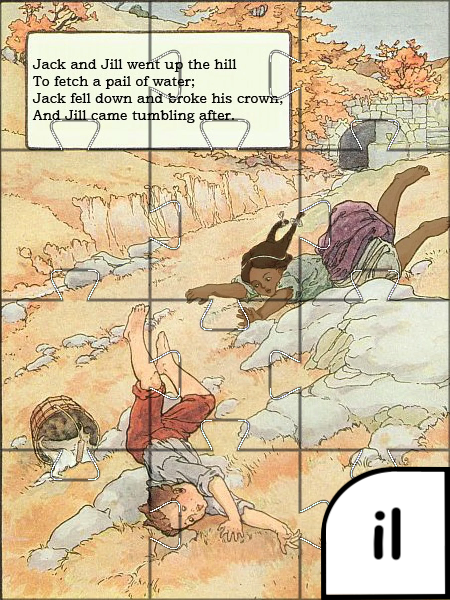 Jack and Jill went up the hill
To fetch a pail of water;
Jack fell down and broke his crown,
And Jill came tumbling after.
il